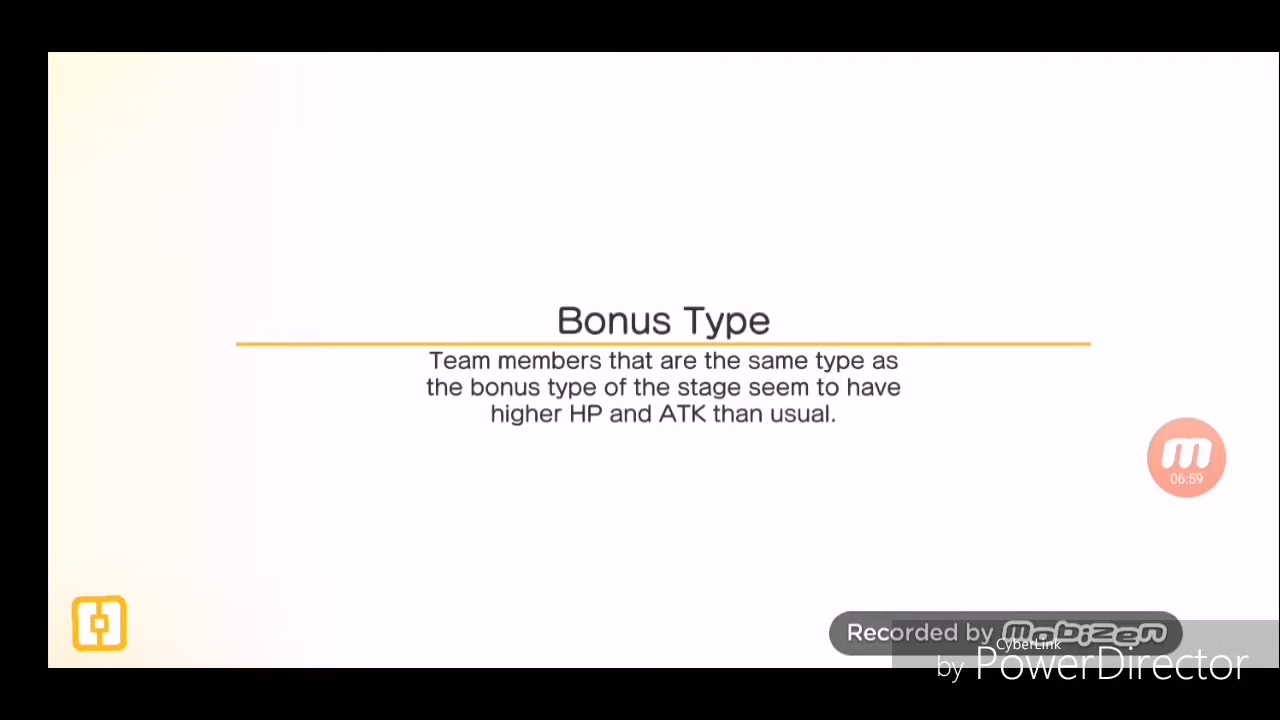 Bonus Type
Team members that are the same type as
the bonus type of the stage seem to have
higher HP and ATK than usual.
06:59
Recorded by Mobizen
CyberLink
by PowerDirector